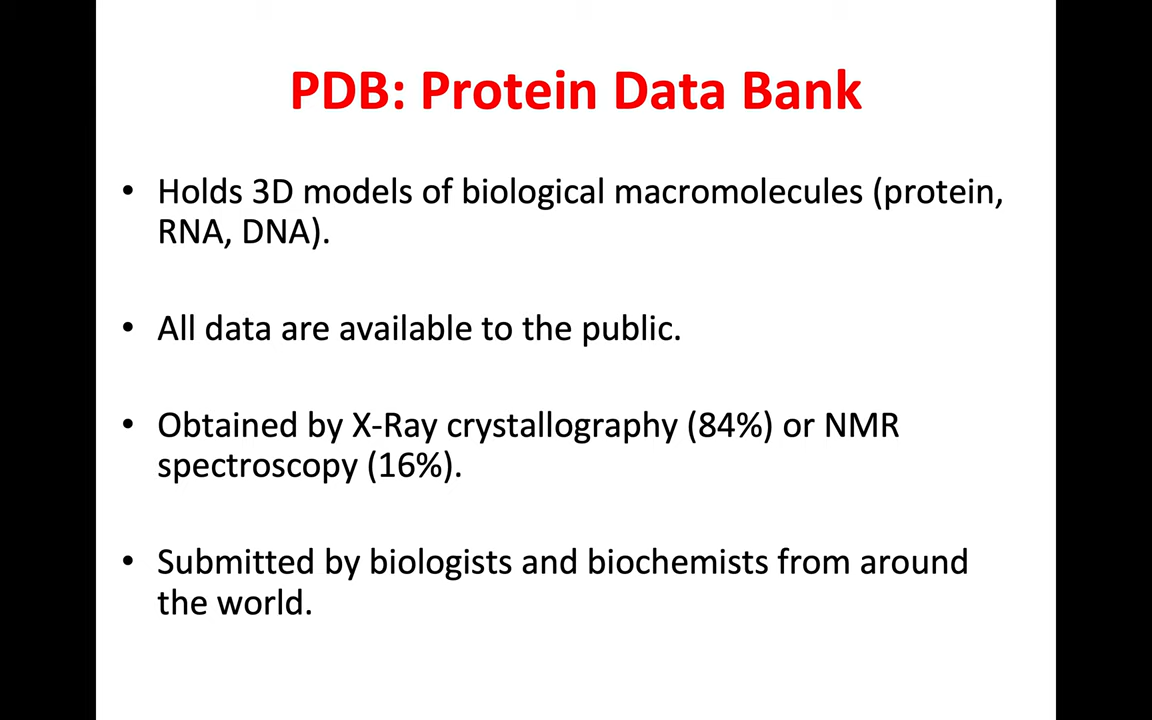 PDB: Protein Data Bank
• Holds 3D models of biological macromolecules (protein,
RNA, DNA).
• All data are available to the public.
• Obtained by X-Ray crystallography (84%) or NMR
spectroscopy (16%).
• Submitted by biologists and biochemists from around
the world.